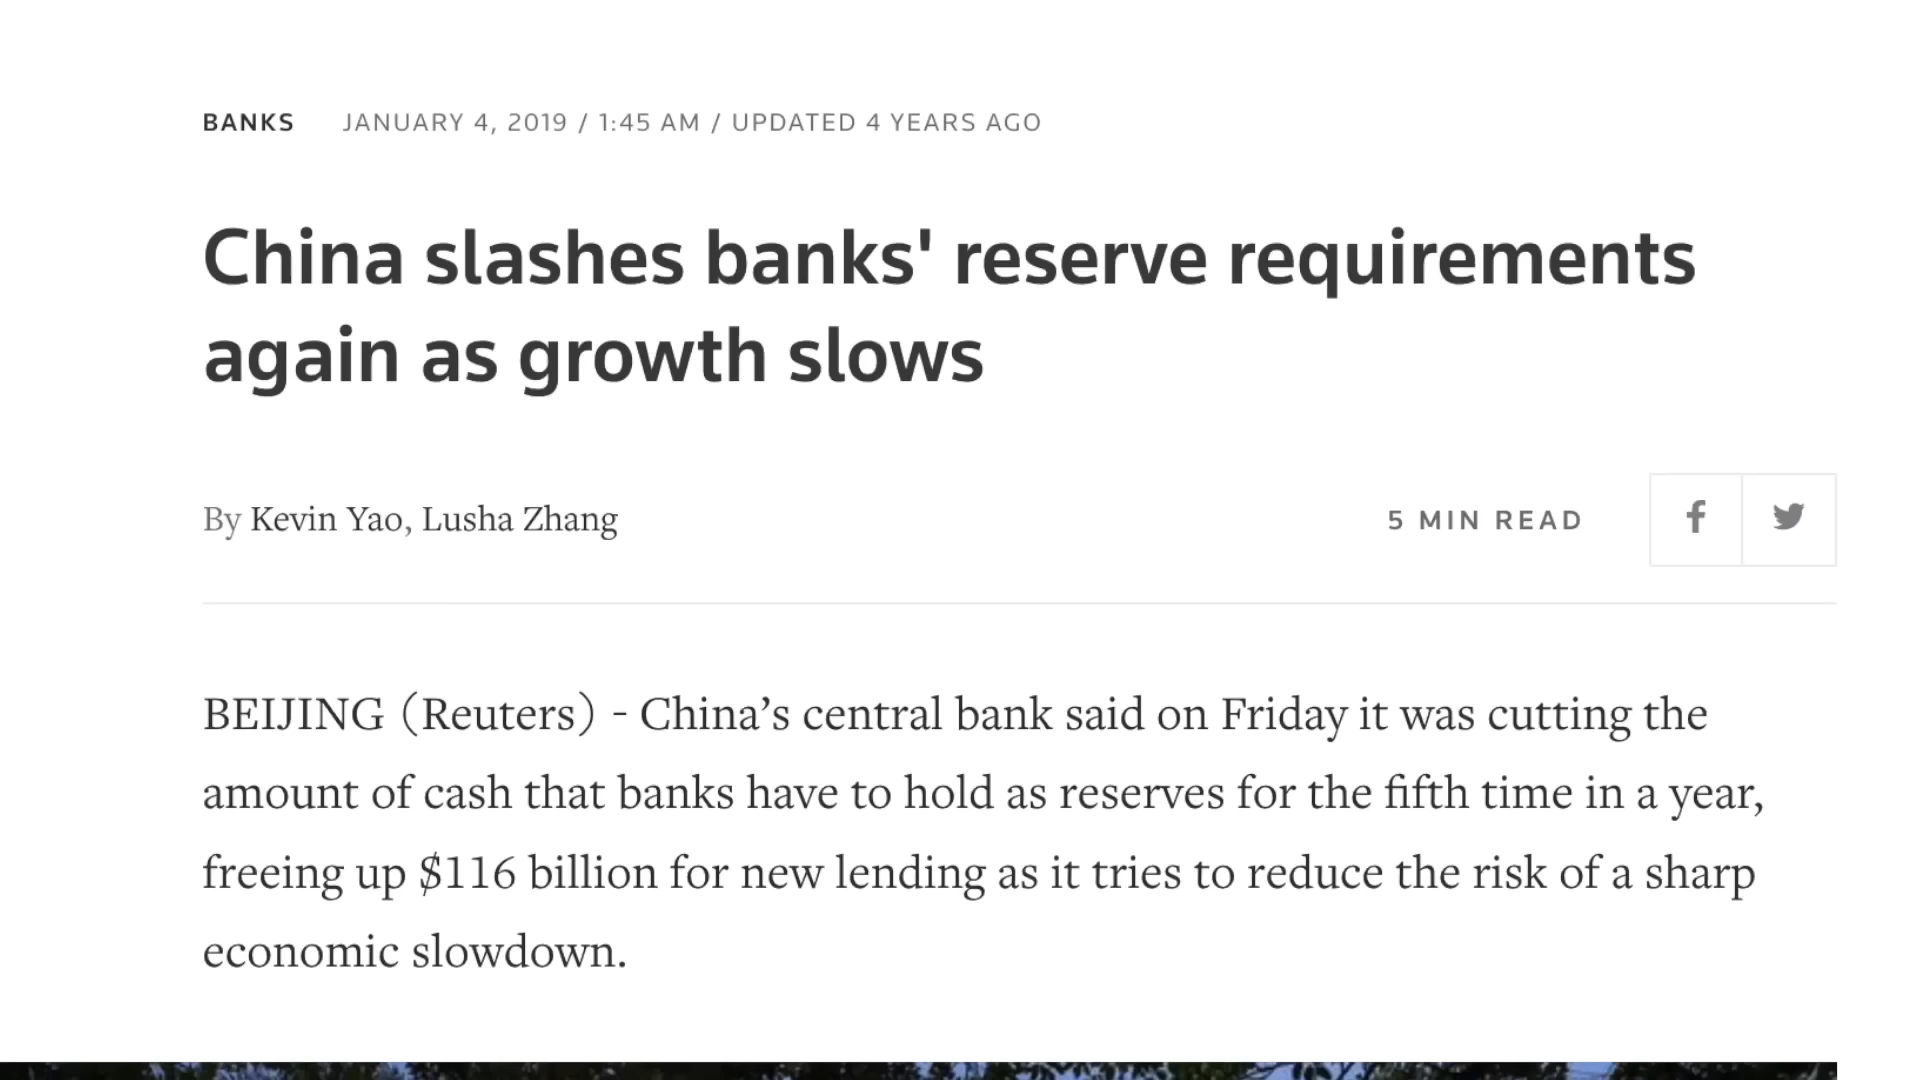 BANKS JANUARY 4, 2019 / 1:45 AM / UPDATED 4 YEARS AGO
China slashes banks' reserve requirements
again as growth slows
By Kevin Yao, Lusha Zhang 5 MIN READ
BEIJING (Reuters) - China’s central bank said on Friday it was cutting the
amount of cash that banks have to hold as reserves for the fifth time in a year,
freeing up $116 billion for new lending as it tries to reduce the risk of a sharp
economic slowdown.